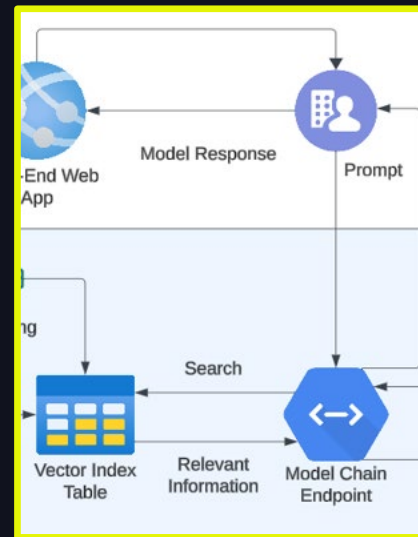 Model Response
-End Web
App
Prompt
ng
Search
Vector Index
Table
Relevant
Information
Model Chain
Endpoint